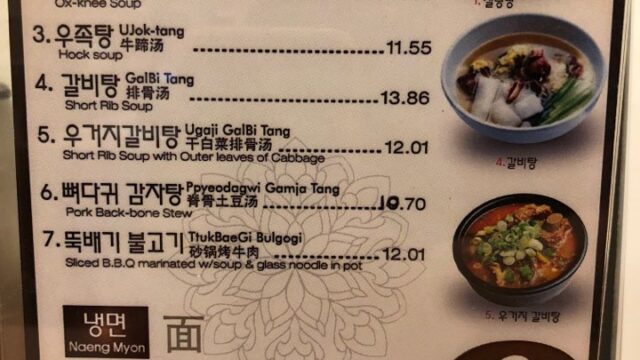 Ox-knee Soup
3. 우족탕 UJok-tang 牛蹄汤 Hock soup 11.55
4. 갈비탕 GalBi Tang 排骨汤 Short Rib Soup 13.86
5. 우거지갈비탕 Ugaji GalBi Tang 干白菜排骨汤 Short Rib Soup with Outer leaves of Cabbage 12.01
6. 뼈다귀 감자탕 Ppyeodagwi Gamja Tang 脊骨土豆汤 Pork Back-bone Stew 10.70
7. 뚝배기 불고기 TtukBaeGi Bulgogi 砂锅烤牛肉 Sliced B.B.Q marinated w/soup & glass noodle in pot 12.01
냉면 面
Naeng Myon
4. 갈비탕
5. 우거지 갈비탕